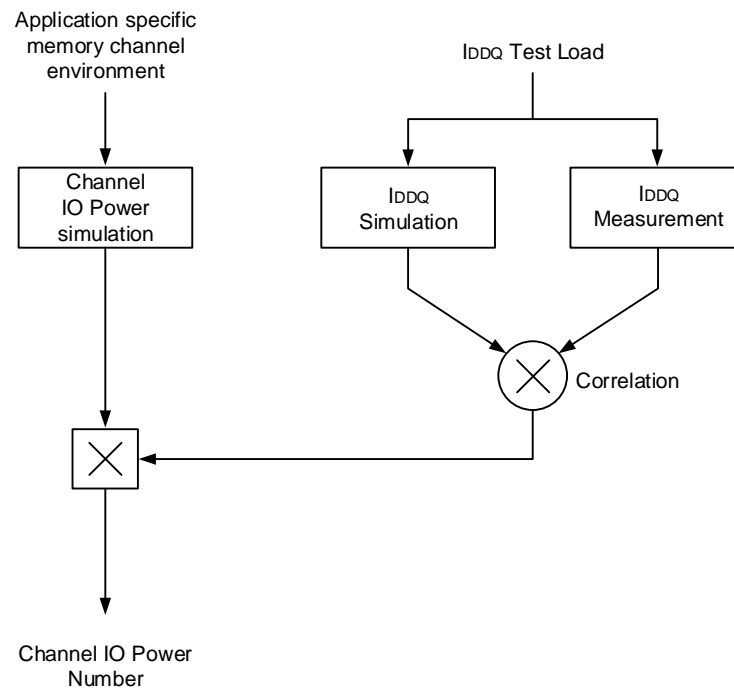 Application specific
memory channel
environment
IDDQ Test Load
Channel
IO Power
simulation
IDDQ
Simulation
IDDQ
Measurement
Correlation
Channel IO Power
Number